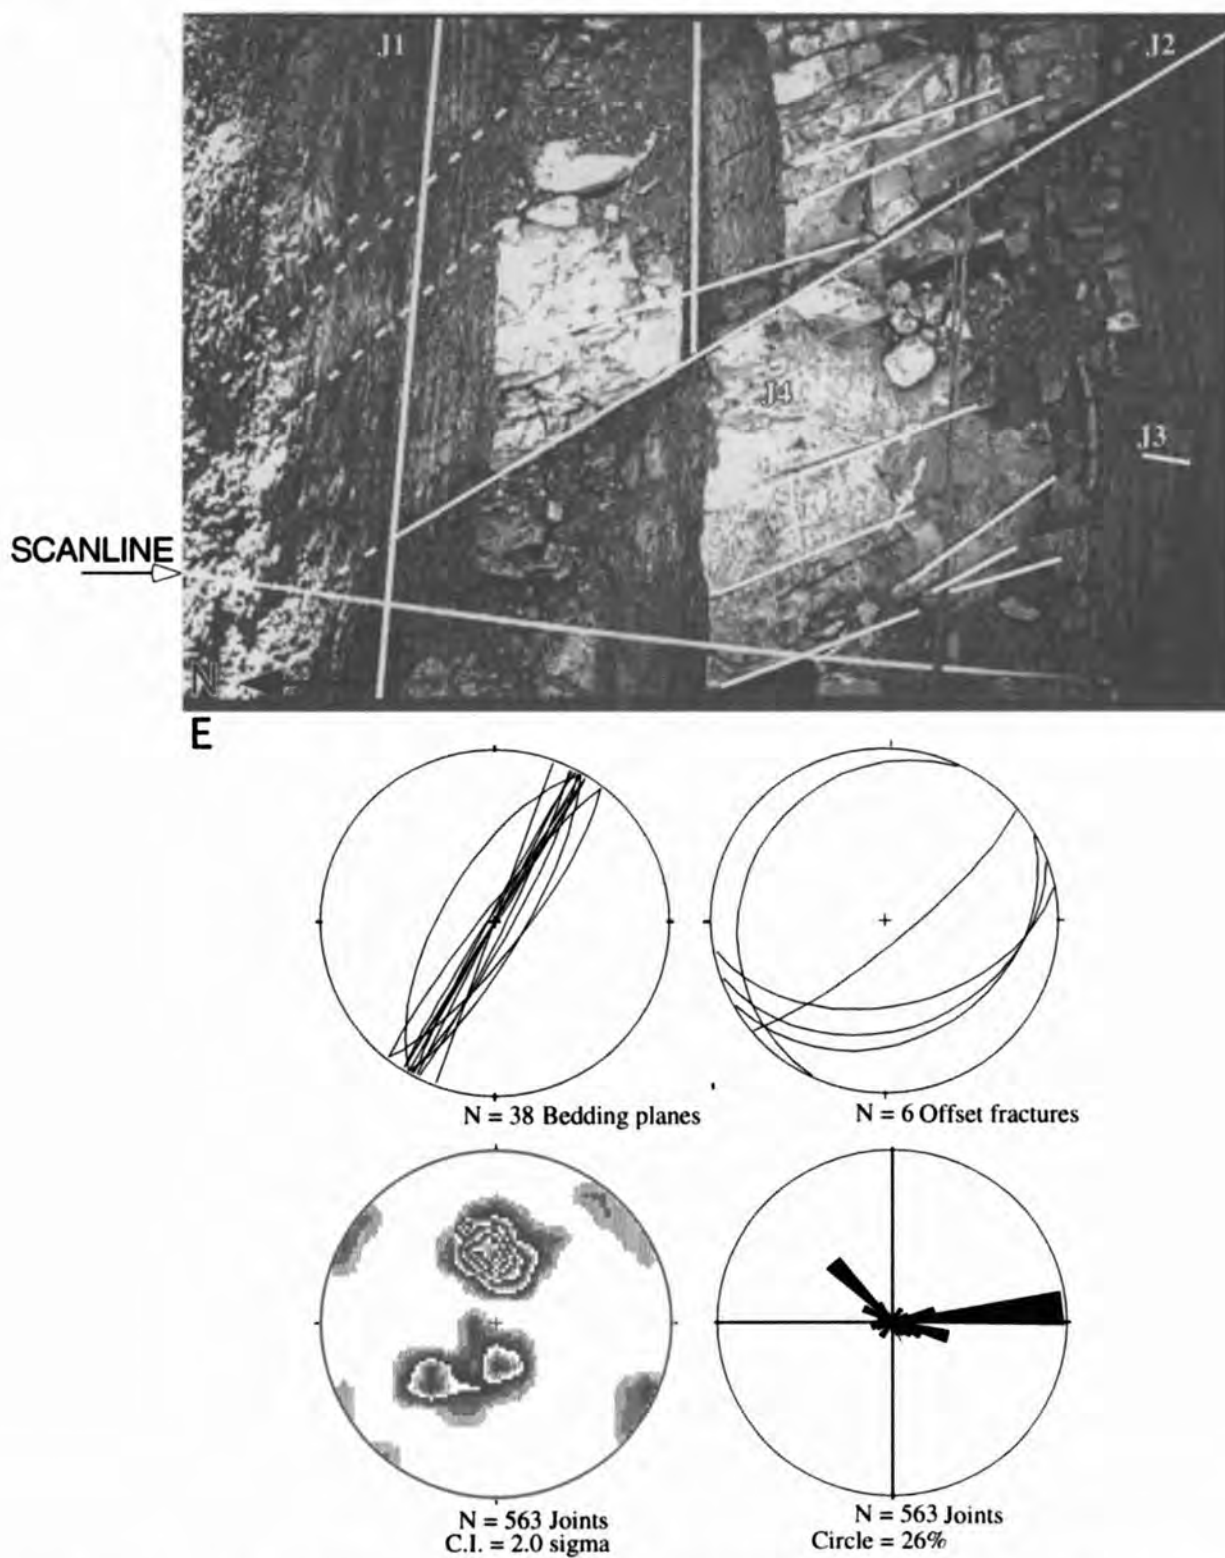 J1
J2
J4
J3
SCANLINE
N
E
N = 38 Bedding planes
N = 6 Offset fractures
N = 563 Joints
C.I. = 2.0 sigma
N = 563 Joints
Circle = 26%